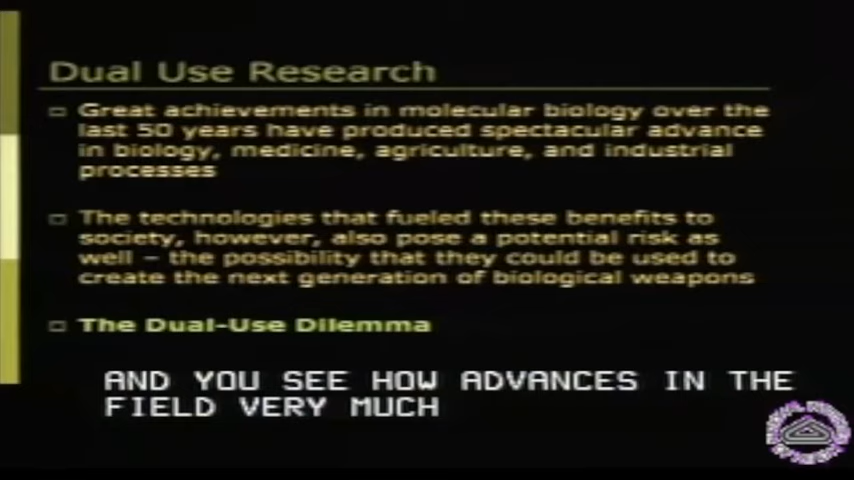 Dual Use Research
Great achievements in molecular biology over the
last 50 years have produced spectacular advance
in biology, medicine, agriculture, and industrial
processes
The technologies that fueled these benefits to
society, however, also pose a potential risk as
well – the possibility that they could be used to
create the next generation of biological weapons
The Dual-Use Dilemma
AND YOU SEE HOW ADVANCES IN THE
FIELD VERY MUCH